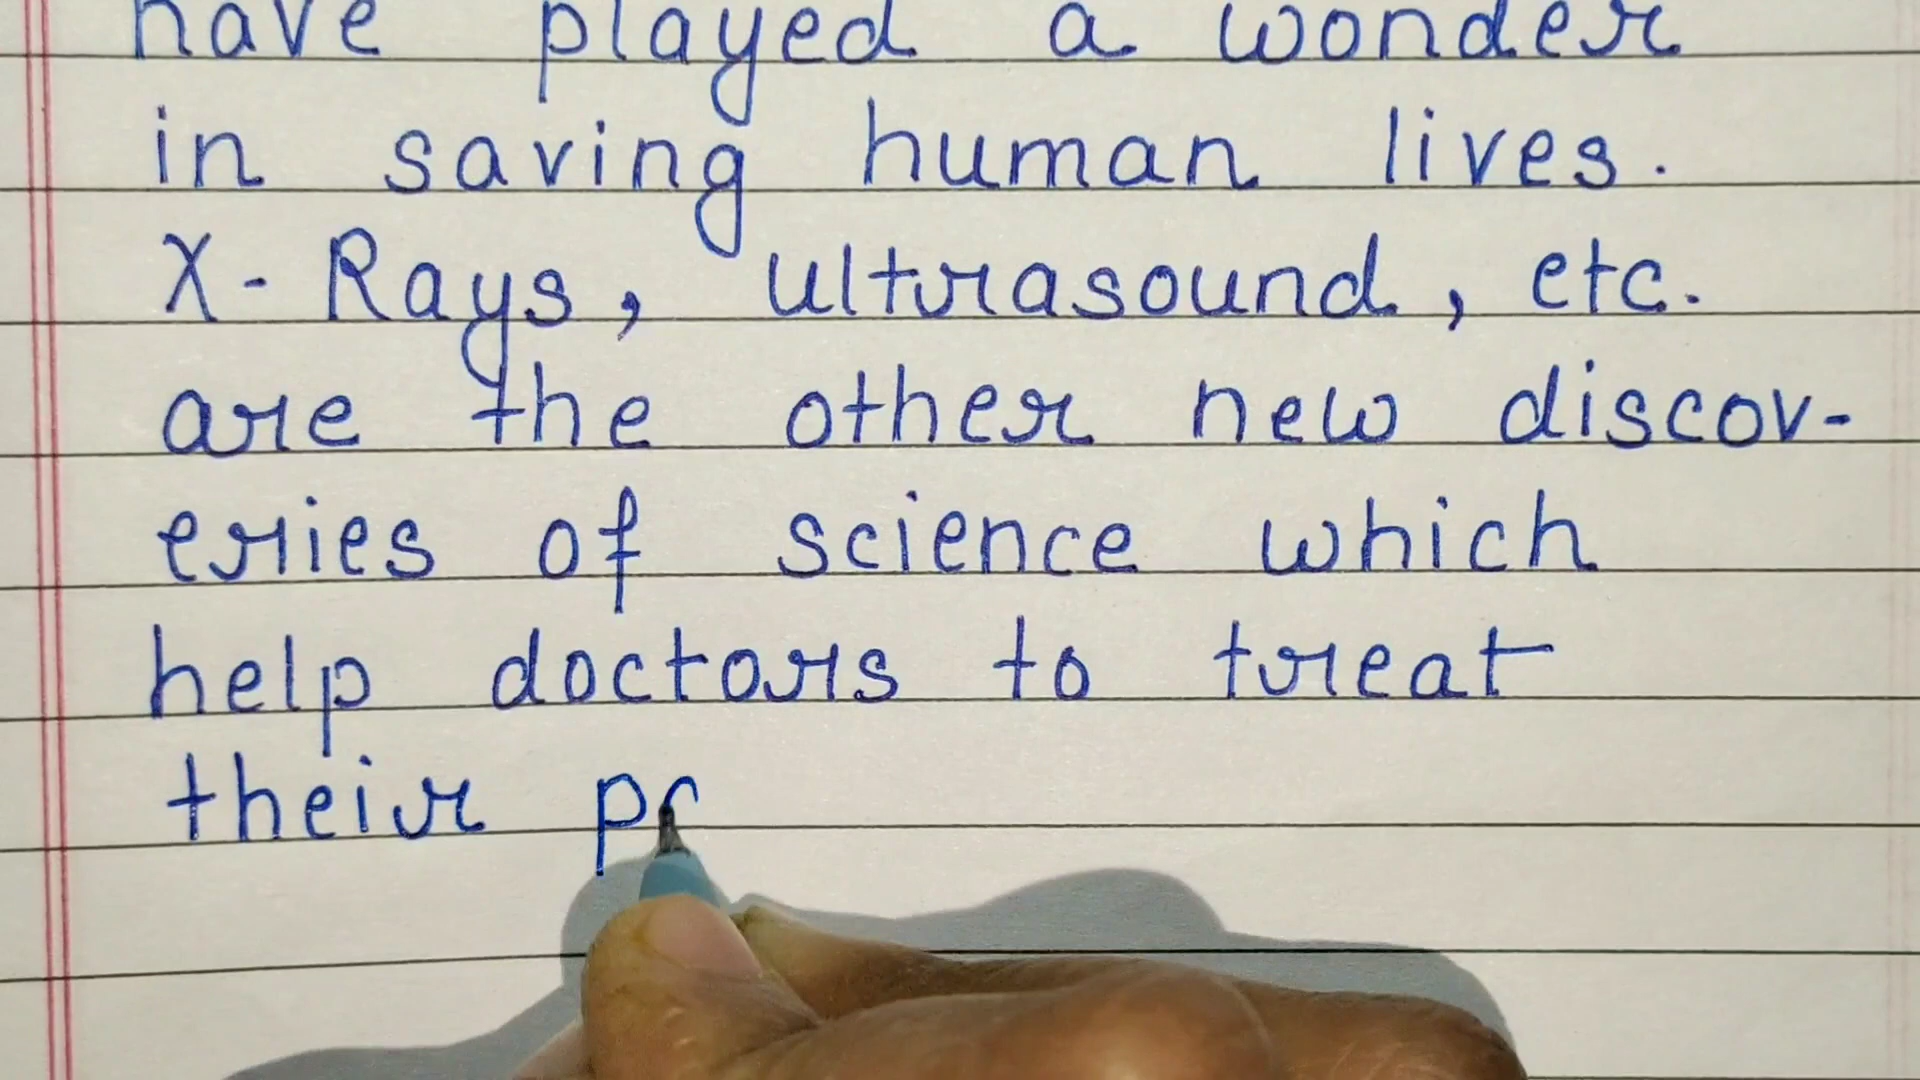 have played a wonder
in saving human lives.
X-Rays, ultrasound, etc.
are the other new discov-
eries of science which
help doctors to treat
their